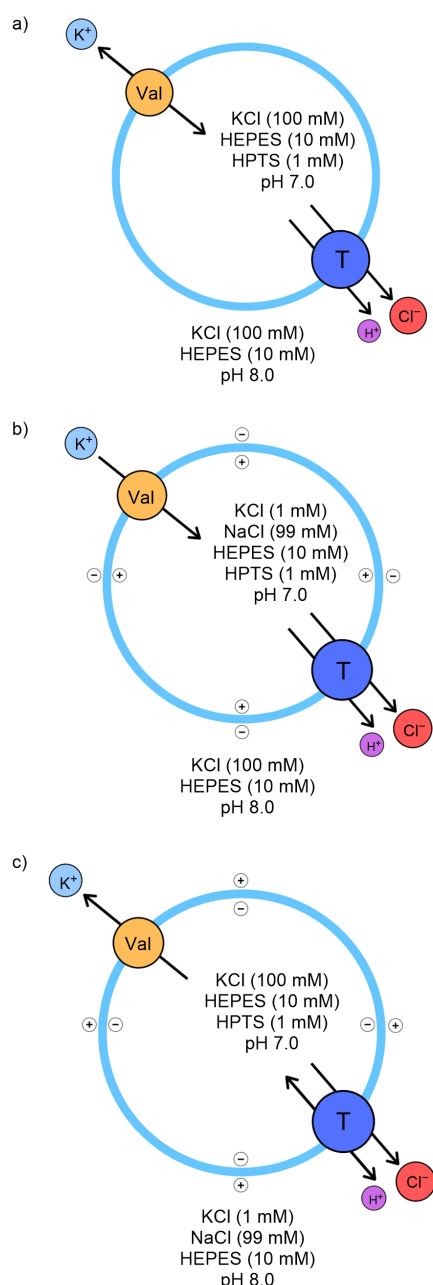 a)
K⁺
Val
KCl (100 mM)
HEPES (10 mM)
HPTS (1 mM)
pH 7.0
T
Cl⁻
H⁺
KCl (100 mM)
HEPES (10 mM)
pH 8.0
b)
K⁺
−
+
Val
KCl (1 mM)
NaCl (99 mM)
HEPES (10 mM)
HPTS (1 mM)
pH 7.0
− + + −
T
+
−
Cl⁻
H⁺
KCl (100 mM)
HEPES (10 mM)
pH 8.0
c)
K⁺
+
−
Val
KCl (100 mM)
HEPES (10 mM)
HPTS (1 mM)
pH 7.0
+ − − +
T
−
+
Cl⁻
H⁺
KCl (1 mM)
NaCl (99 mM)
HEPES (10 mM)
pH 8.0